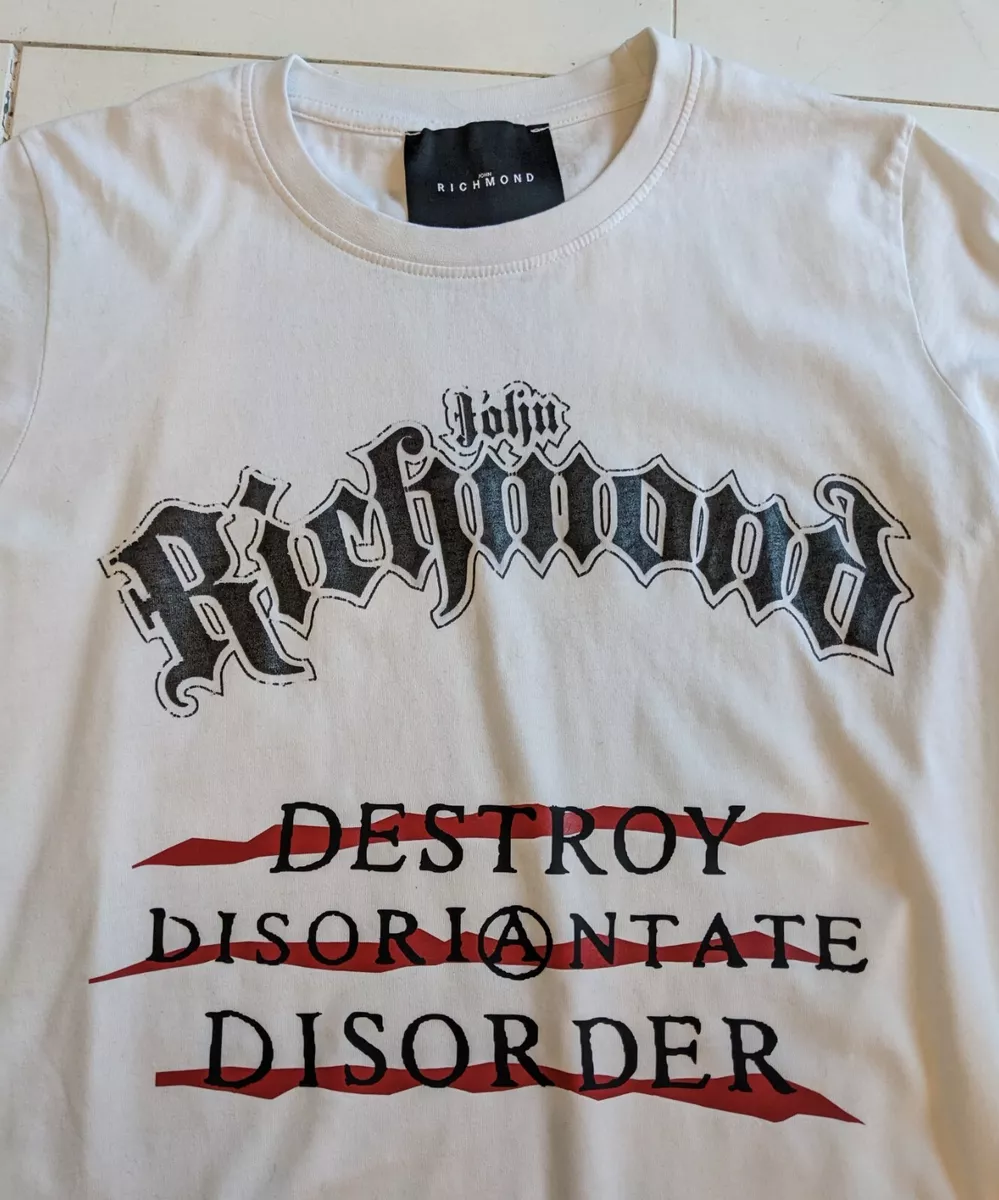 JOHN
RICHMOND
John
Richmond
DESTROY
DISORIANTATE
DISORDER